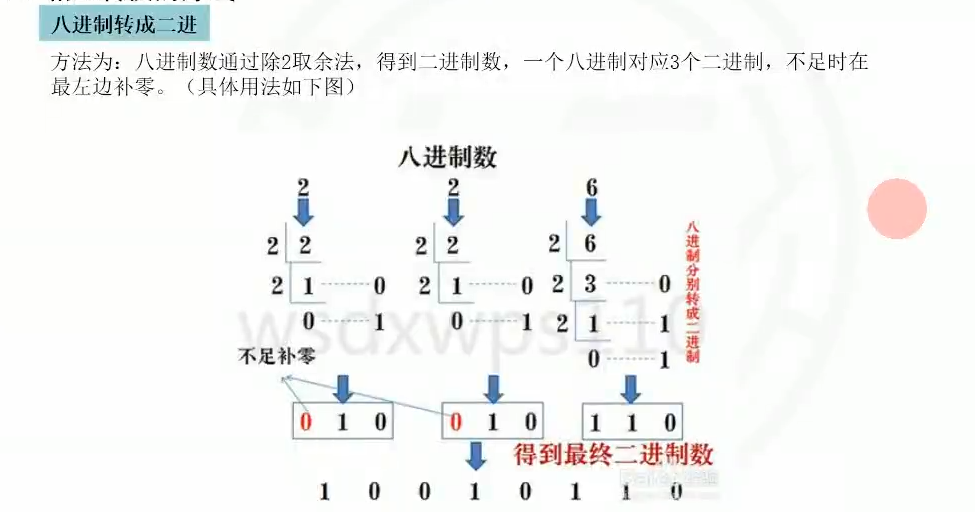 八进制转成二进
方法为：八进制数通过除2取余法，得到二进制数，一个八进制对应3个二进制，不足时在
最左边补零。（具体用法如下图）
八进制数
2 2 6
2 2 2 2 2 6
2 1 0 2 1 0 2 3 0
0 1 0 1 2 1 1
0 1
八进制分别转成二进制
不足补零
0 1 0 0 1 0 1 1 0
得到最终二进制数
1 0 0 1 0 1 1 0
wsdxwps110